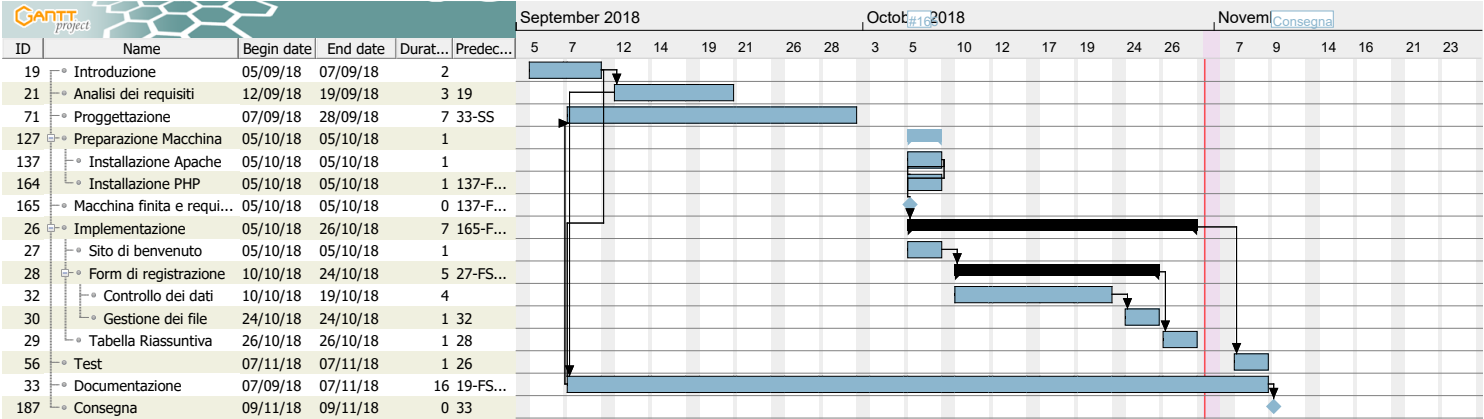 GANTT project
September 2018 October 2018 Novem
#16 Consegna
ID Name Begin date End date Durat... Predec... 5 7 12 14 19 21 26 28 3 5 10 12 17 19 24 26 7 9 14 16 21 23
19 Introduzione 05/09/18 07/09/18 2
21 Analisi dei requisiti 12/09/18 19/09/18 3 19
71 Proggettazione 07/09/18 28/09/18 7 33-SS
127 Preparazione Macchina 05/10/18 05/10/18 1
137 Installazione Apache 05/10/18 05/10/18 1
164 Installazione PHP 05/10/18 05/10/18 1 137-F...
165 Macchina finita e requi... 05/10/18 05/10/18 0 137-F...
26 Implementazione 05/10/18 26/10/18 7 165-F...
27 Sito di benvenuto 05/10/18 05/10/18 1
28 Form di registrazione 10/10/18 24/10/18 5 27-FS...
32 Controllo dei dati 10/10/18 19/10/18 4
30 Gestione dei file 24/10/18 24/10/18 1 32
29 Tabella Riassuntiva 26/10/18 26/10/18 1 28
56 Test 07/11/18 07/11/18 1 26
33 Documentazione 07/09/18 07/11/18 16 19-FS...
187 Consegna 09/11/18 09/11/18 0 33